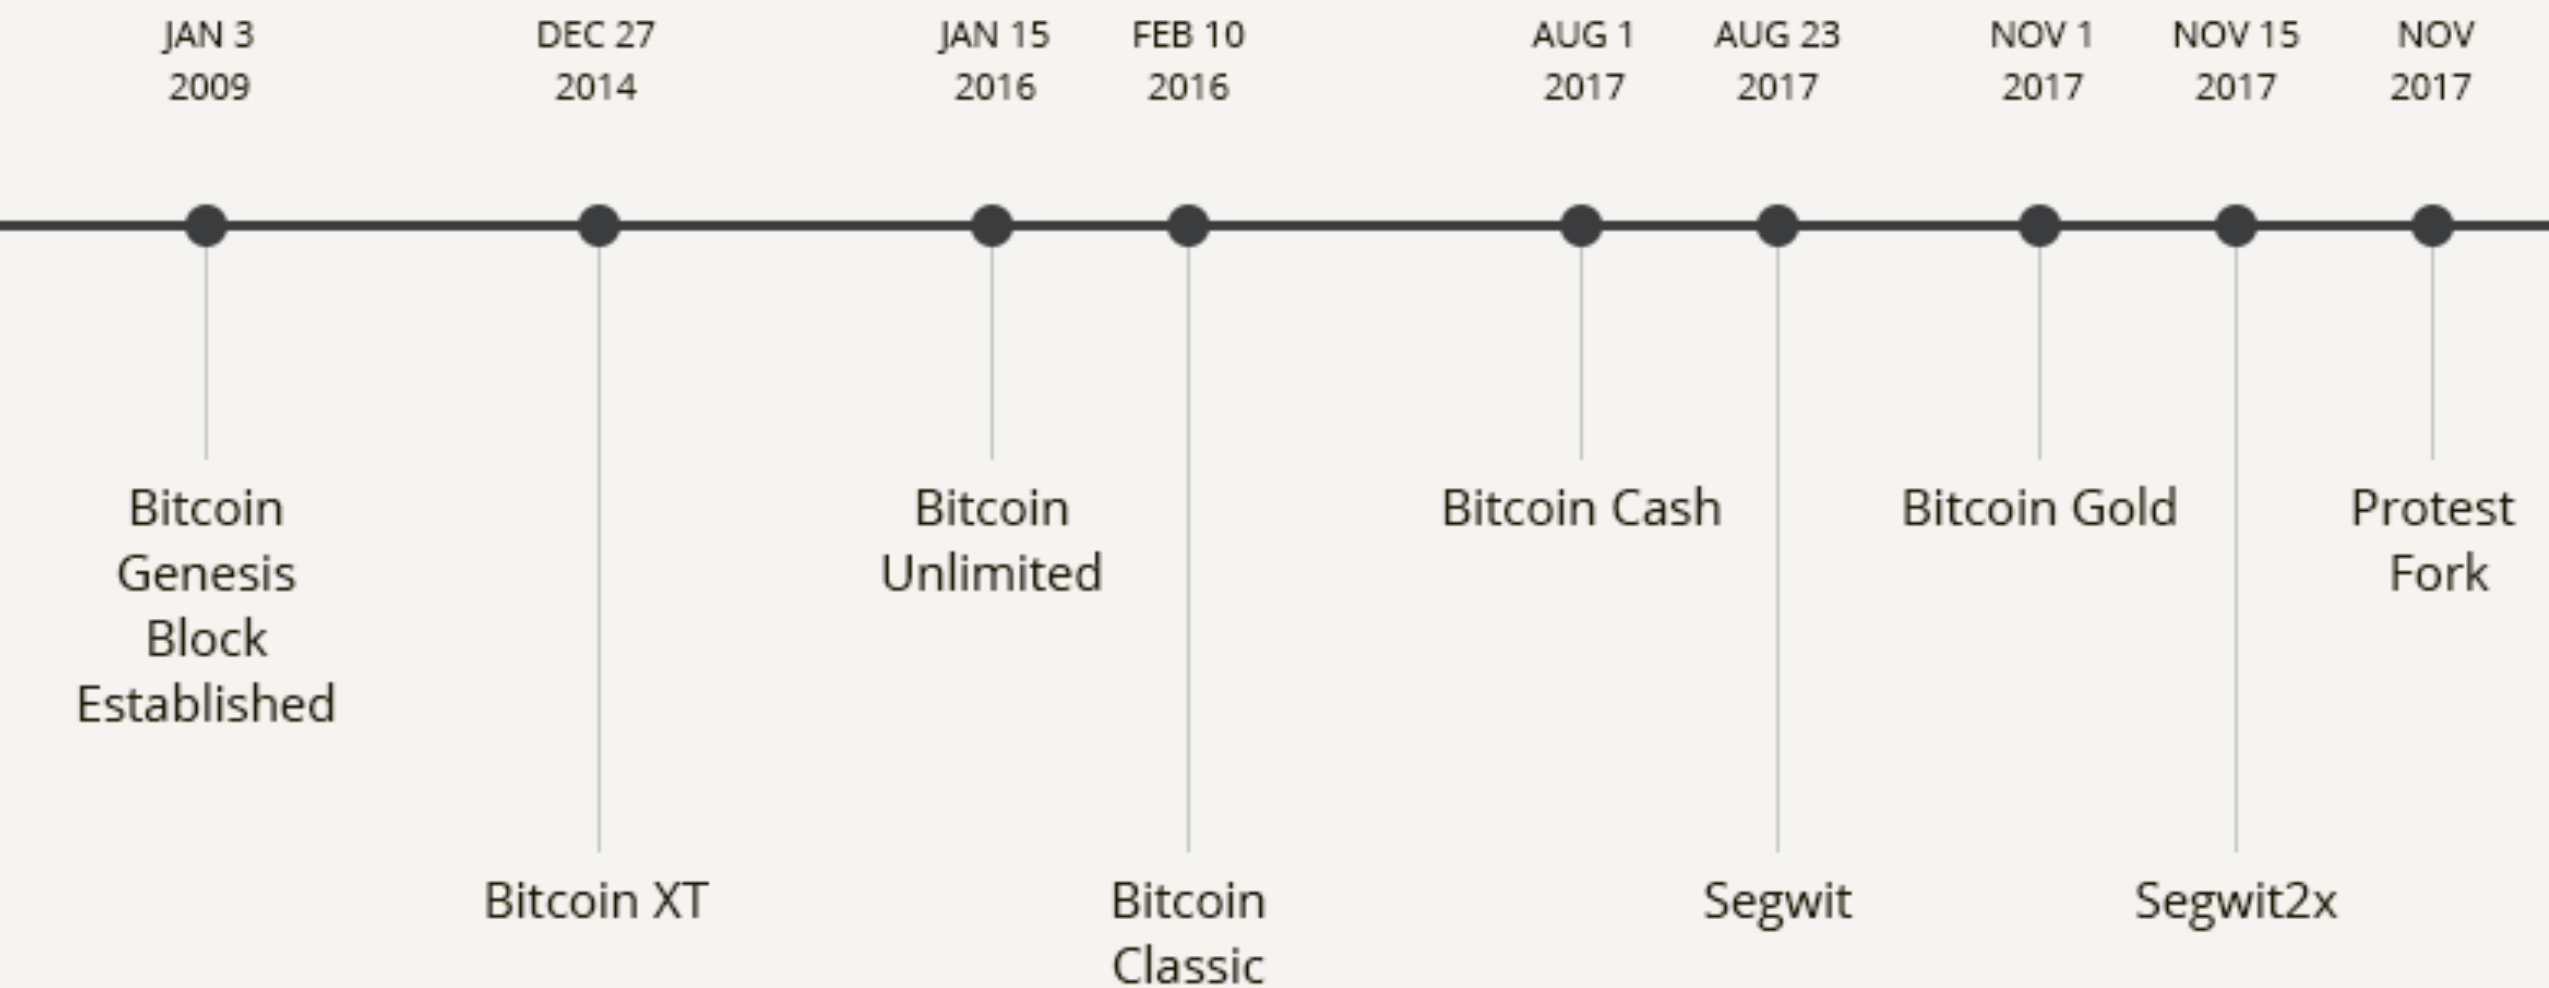 JAN 3
2009
DEC 27
2014
JAN 15
2016
FEB 10
2016
AUG 1
2017
AUG 23
2017
NOV 1
2017
NOV 15
2017
NOV
2017
Bitcoin
Genesis
Block
Established
Bitcoin XT
Bitcoin
Unlimited
Bitcoin
Classic
Bitcoin Cash
Segwit
Bitcoin Gold
Segwit2x
Protest
Fork